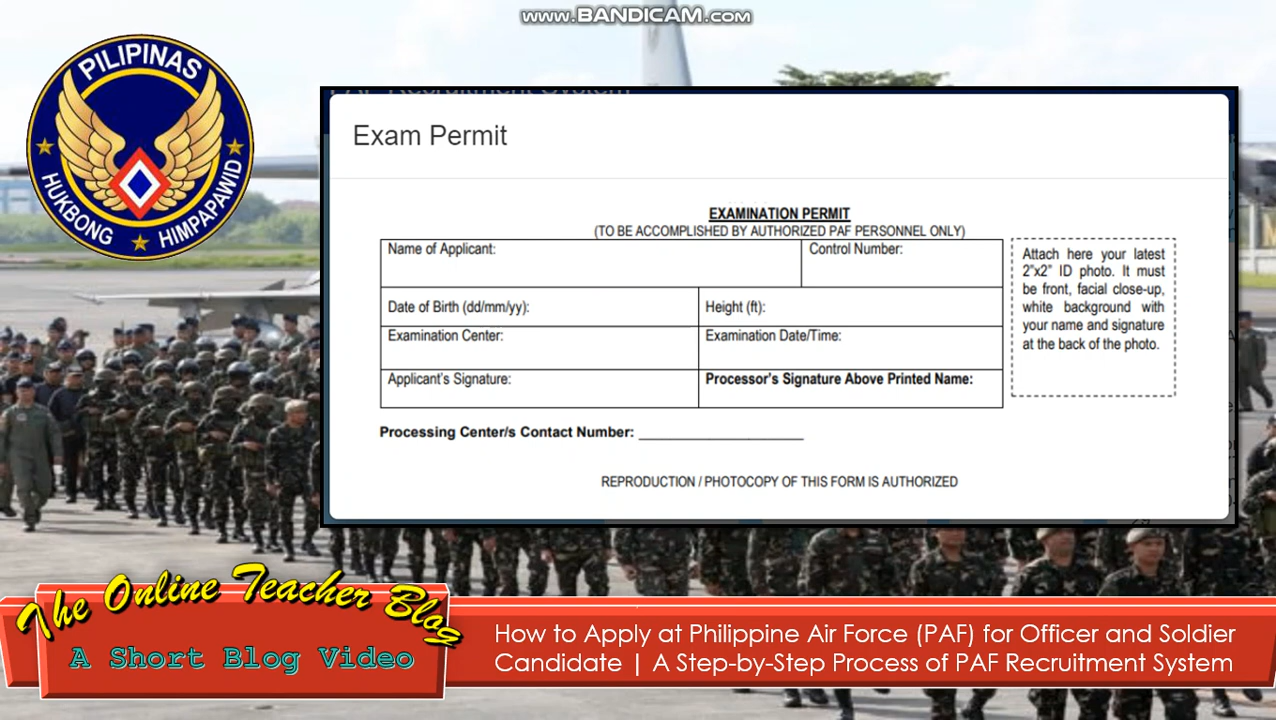 www.BANDICAM.com
PILIPINAS
HUKBONG HIMPAPAWID
PAF Recruitment System
Exam Permit
EXAMINATION PERMIT
(TO BE ACCOMPLISHED BY AUTHORIZED PAF PERSONNEL ONLY)
Name of Applicant:
Control Number:
Date of Birth (dd/mm/yy):
Height (ft):
Examination Center:
Examination Date/Time:
Applicant's Signature:
Processor's Signature Above Printed Name:
Attach here your latest
2"x2" ID photo. It must
be front, facial close-up,
white background with
your name and signature
at the back of the photo.
Processing Center/s Contact Number: ______________________
REPRODUCTION / PHOTOCOPY OF THIS FORM IS AUTHORIZED
The Online Teacher Blog
A Short Blog Video
How to Apply at Philippine Air Force (PAF) for Officer and Soldier
Candidate | A Step-by-Step Process of PAF Recruitment System